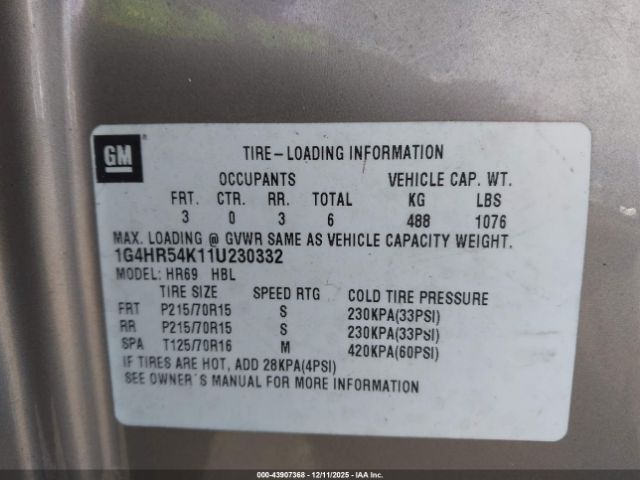 GM
TIRE-LOADING INFORMATION
OCCUPANTS VEHICLE CAP. WT.
FRT. CTR. RR. TOTAL KG LBS
3 0 3 6 488 1076
MAX. LOADING @ GVWR SAME AS VEHICLE CAPACITY WEIGHT.
1G4HR54K11U230332
MODEL: HR69 HBL
TIRE SIZE SPEED RTG COLD TIRE PRESSURE
FRT P215/70R15 S 230KPA(33PSI)
RR P215/70R15 S 230KPA(33PSI)
SPA T125/70R16 M 420KPA(60PSI)
IF TIRES ARE HOT, ADD 28KPA(4PSI)
SEE OWNER'S MANUAL FOR MORE INFORMATION
000-43907368 - 12/11/2025 - IAA Inc.